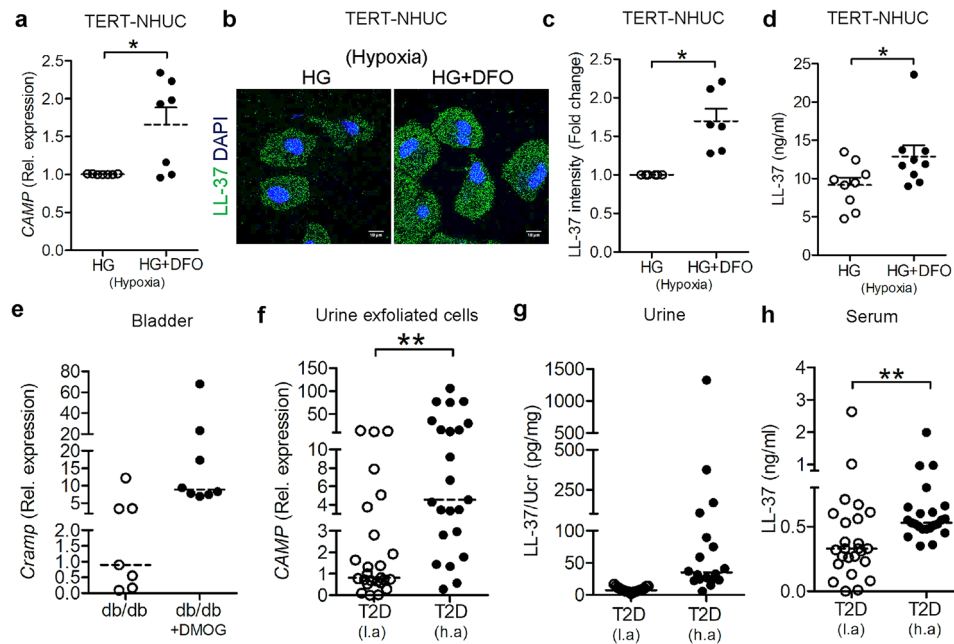 a
TERT-NHUC
*
CAMP (Rel. expression)
2.5
2.0
1.5
1.0
0.5
0.0
HG
HG+DFO
(Hypoxia)
b
TERT-NHUC
(Hypoxia)
HG
HG+DFO
LL-37 DAPI
10 µm
10 µm
c
TERT-NHUC
*
LL-37 intensity (Fold change)
2.5
2.0
1.5
1.0
0.5
0.0
HG
HG+DFO
(Hypoxia)
d
TERT-NHUC
*
LL-37 (ng/ml)
25
20
15
10
5
0
HG
HG+DFO
(Hypoxia)
e
Bladder
Cramp (Rel. expression)
80
60
40
20
20
15
10
5
1.0
0.5
0.0
db/db
db/db
+DMOG
f
Urine exfoliated cells
**
CAMP (Rel. expression)
150
100
50
10
8
6
4
2
2
1
0
T2D
(l.a)
T2D
(h.a)
g
Urine
LL-37/Ucr (pg/mg)
1500
1000
500
250
150
50
100
50
0
T2D
(l.a)
T2D
(h.a)
h
Serum
**
LL-37 (ng/ml)
4
3
2
1
0.5
0.0
T2D
(l.a)
T2D
(h.a)